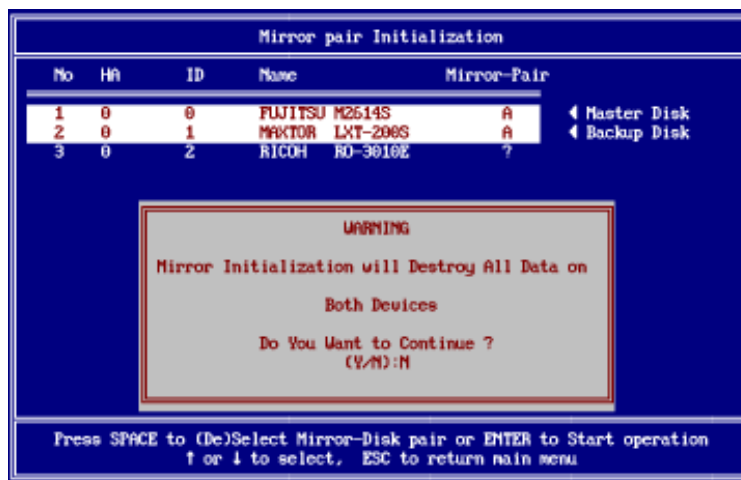 Mirror pair Initialization
No HA ID Name Mirror-Pair
1 0 0 FUJITSU M2614S A ◄ Master Disk
2 0 1 MAXTOR LXT-200S A ◄ Backup Disk
3 0 2 RICOH RO-3010E ?
WARNING
Mirror Initialization will Destroy All Data on
Both Devices
Do You Want to Continue ?
(Y/N):N
Press SPACE to (De)Select Mirror-Disk pair or ENTER to Start operation
↑ or ↓ to select, ESC to return main menu